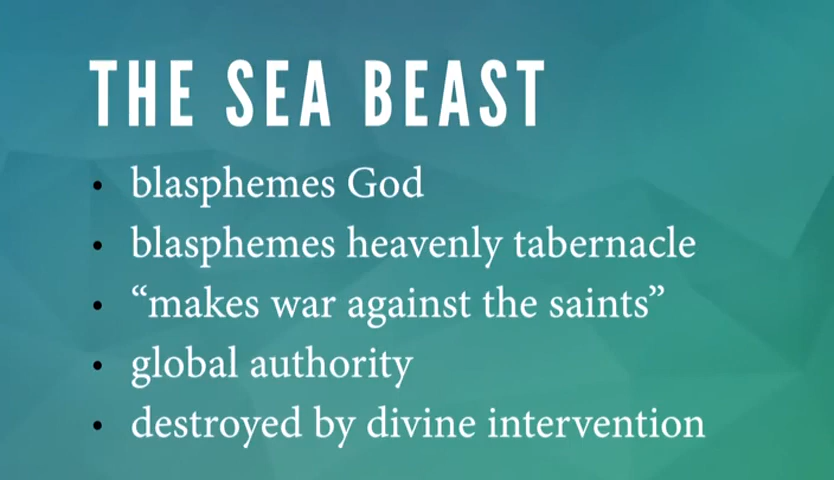 THE SEA BEAST
• blasphemes God
• blasphemes heavenly tabernacle
• “makes war against the saints”
• global authority
• destroyed by divine intervention